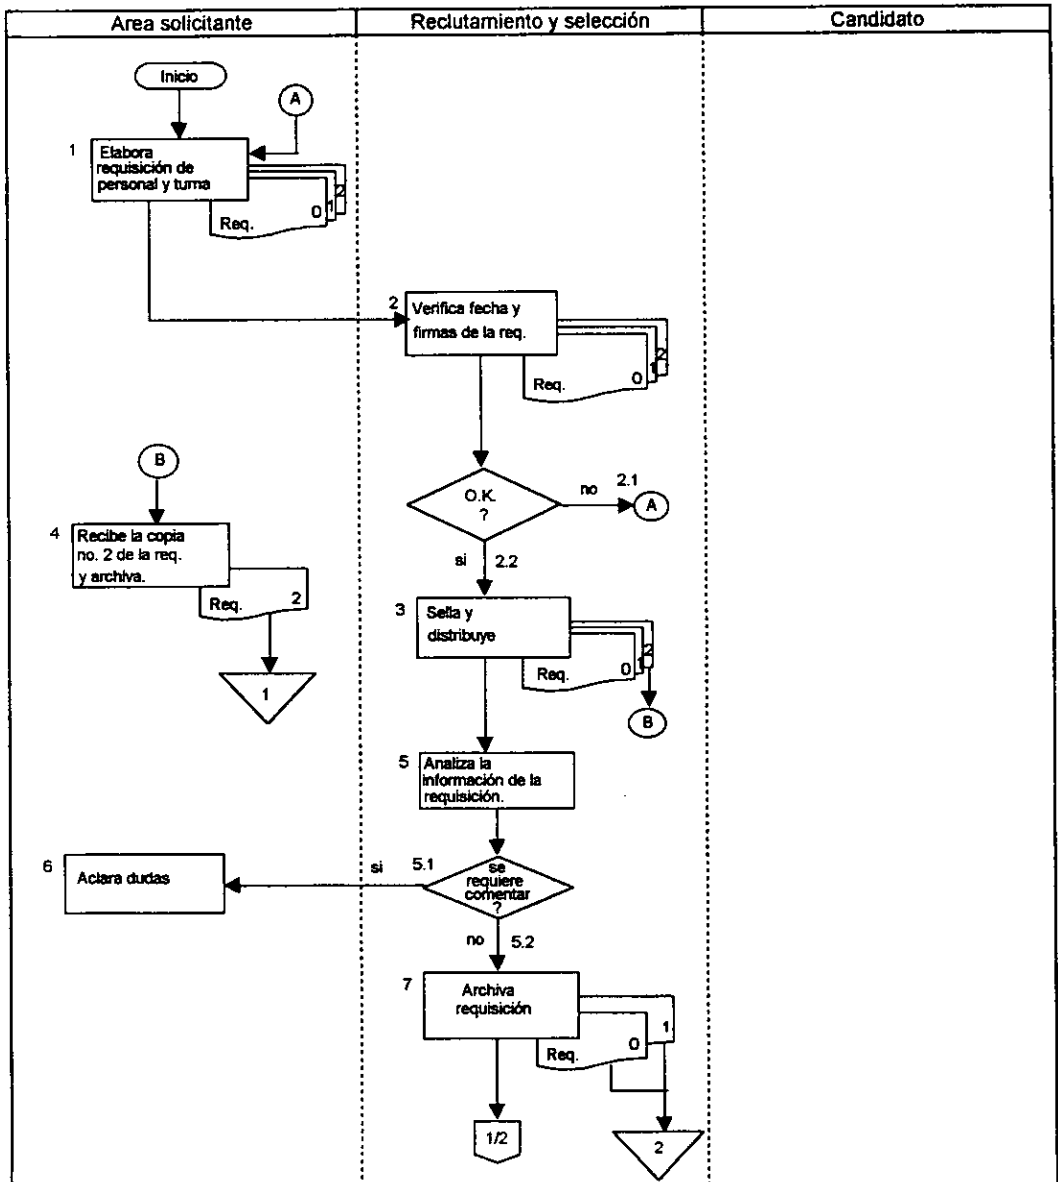 Area solicitante
Reclutamiento y selección
Candidato
Inicio
A
1
Elabora
requisición de
personal y turna
Req.
0
1
2
2
Verifica fecha y
firmas de la req.
Req.
0
1
2
O.K.
?
no
2.1
A
si
2.2
B
4
Recibe la copia
no. 2 de la req.
y archiva.
Req.
2
1
3
Sella y
distribuye
Req.
0
1
2
B
5
Analiza la
información de la
requisición.
se
requiere
comentar
?
si
5.1
6
Aclara dudas
no
5.2
7
Archiva
requisición
Req.
0
1
1/2
2